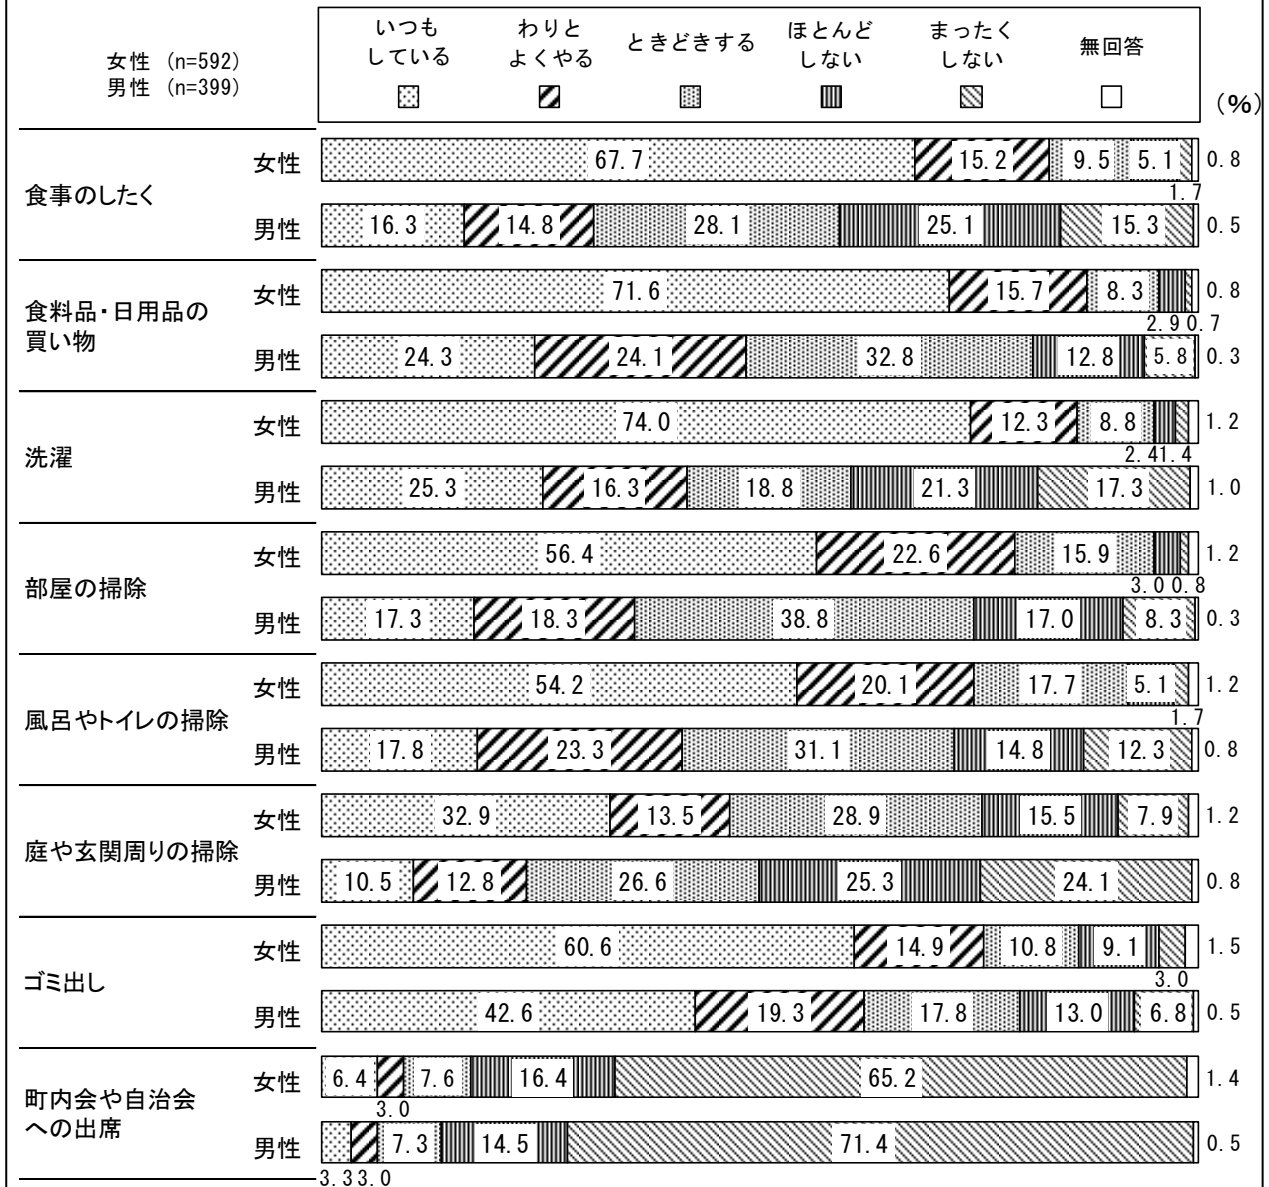 女性 (n=592)
男性 (n=399)
いつも
している
わりと
よくやる
ときどきする
ほとんど
しない
まったく
しない
無回答
(%)
食事のしたく
女性 67.7 15.2 9.5 5.1 0.8
1.7
男性 16.3 14.8 28.1 25.1 15.3 0.5
食料品・日用品の
買い物
女性 71.6 15.7 8.3 0.8
2.9 0.7
男性 24.3 24.1 32.8 12.8 5.8 0.3
洗濯
女性 74.0 12.3 8.8 1.2
2.4 1.4
男性 25.3 16.3 18.8 21.3 17.3 1.0
部屋の掃除
女性 56.4 22.6 15.9 1.2
3.0 0.8
男性 17.3 18.3 38.8 17.0 8.3 0.3
風呂やトイレの掃除
女性 54.2 20.1 17.7 5.1 1.2
1.7
男性 17.8 23.3 31.1 14.8 12.3 0.8
庭や玄関周りの掃除
女性 32.9 13.5 28.9 15.5 7.9 1.2
男性 10.5 12.8 26.6 25.3 24.1 0.8
ゴミ出し
女性 60.6 14.9 10.8 9.1 1.5
3.0
男性 42.6 19.3 17.8 13.0 6.8 0.5
町内会や自治会
への出席
女性 6.4 7.6 16.4 65.2 1.4
3.0
男性 7.3 14.5 71.4 0.5
3.3 3.0